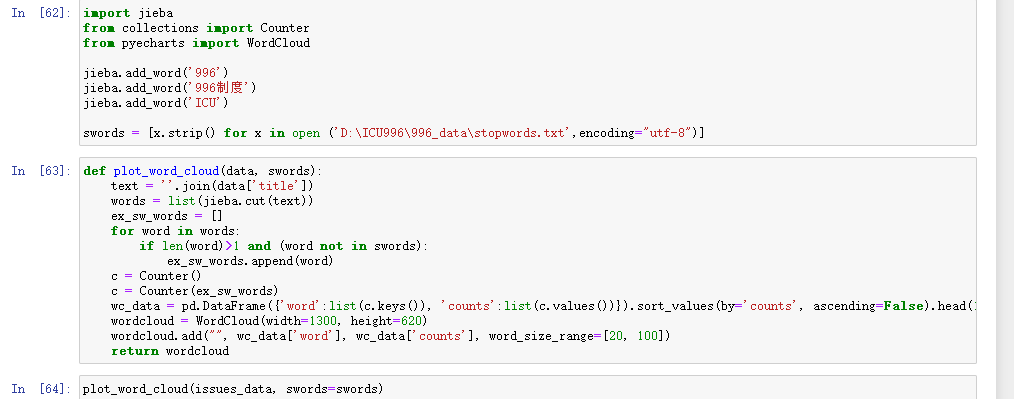 In [62]:
import jieba
from collections import Counter
from pyecharts import WordCloud
jieba.add_word('996')
jieba.add_word('996制度')
jieba.add_word('ICU')
swords = [x.strip() for x in open ('D:\ICU996\996_data\stopwords.txt',encoding="utf-8")]
In [63]:
def plot_word_cloud(data, swords):
    text = ''.join(data['title'])
    words = list(jieba.cut(text))
    ex_sw_words = []
    for word in words:
        if len(word)>1 and (word not in swords):
            ex_sw_words.append(word)
    c = Counter()
    c = Counter(ex_sw_words)
    wc_data = pd.DataFrame({'word':list(c.keys()), 'counts':list(c.values())}).sort_values(by='counts', ascending=False).head(
    wordcloud = WordCloud(width=1300, height=620)
    wordcloud.add("", wc_data['word'], wc_data['counts'], word_size_range=[20, 100])
    return wordcloud
In [64]:
plot_word_cloud(issues_data, swords=swords)